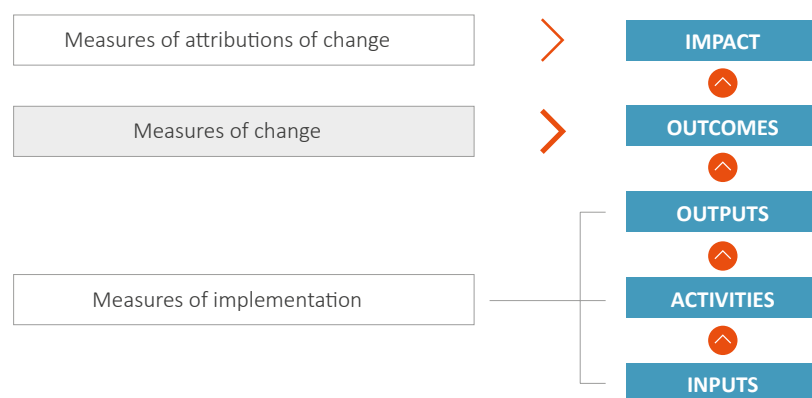 Measures of attributions of change
IMPACT
Measures of change
OUTCOMES
OUTPUTS
Measures of implementation
ACTIVITIES
INPUTS